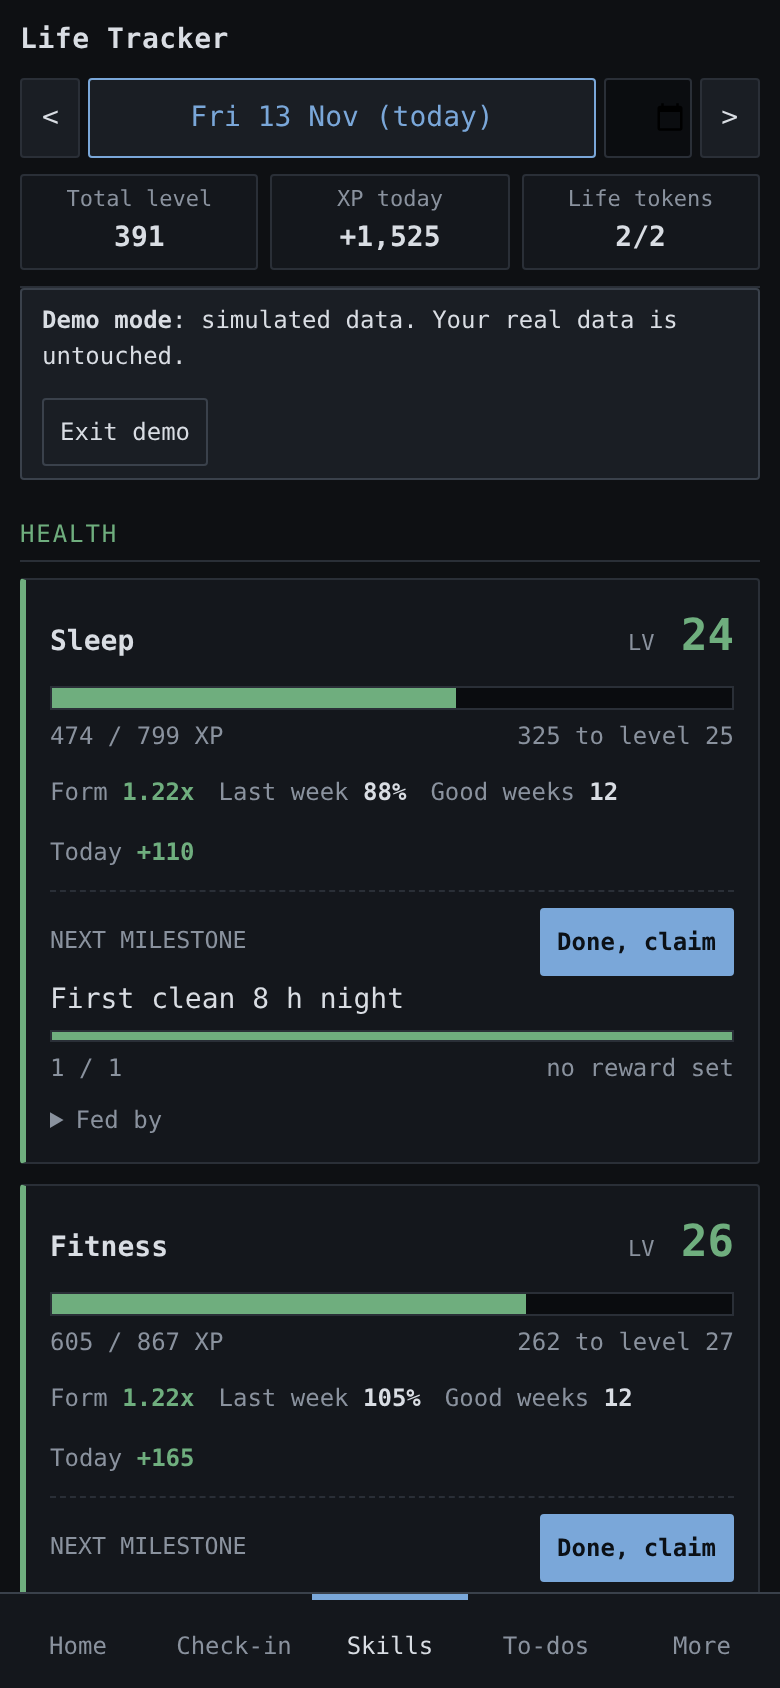 Life Tracker
< Fri 13 Nov (today) >
Total level XP today Life tokens
391 +1,525 2/2
Demo mode: simulated data. Your real data is
untouched.
Exit demo
HEALTH
Sleep LV 24
474 / 799 XP 325 to level 25
Form 1.22x Last week 88% Good weeks 12
Today +110
NEXT MILESTONE Done, claim
First clean 8 h night
1 / 1 no reward set
▶ Fed by
Fitness LV 26
605 / 867 XP 262 to level 27
Form 1.22x Last week 105% Good weeks 12
Today +165
NEXT MILESTONE Done, claim
Home Check-in Skills To-dos More